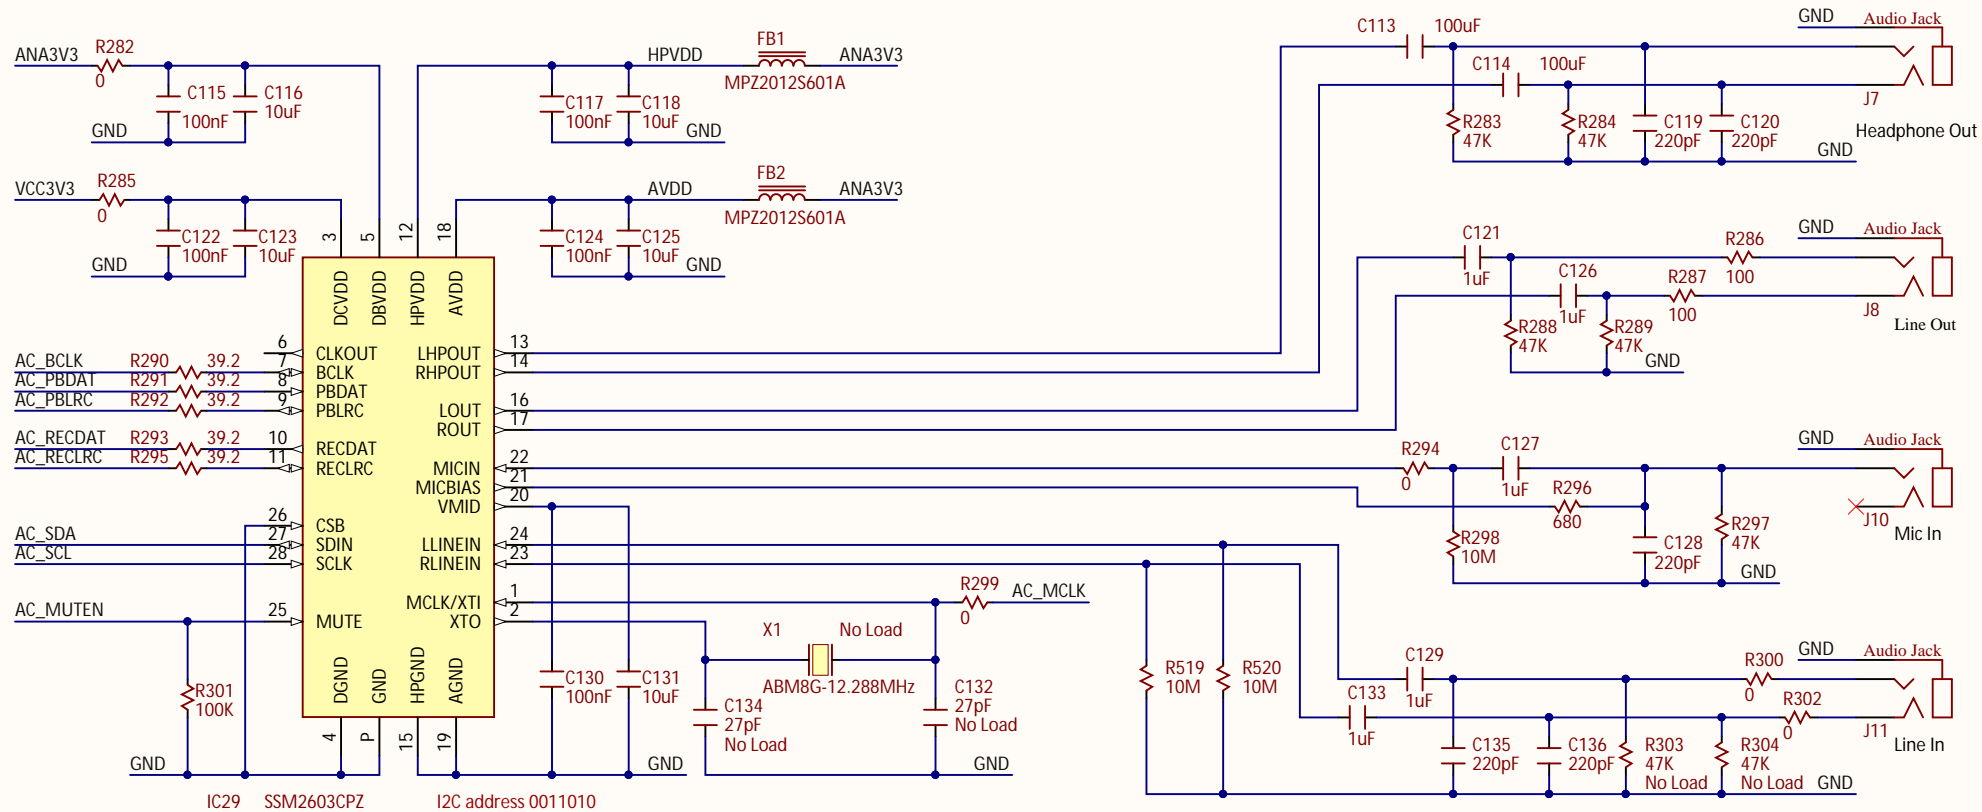 ANA3V3 R282 0
C115 100nF
C116 10uF
GND
VCC3V3 R285 0
C122 100nF
C123 10uF
GND
HPVDD FB1 ANA3V3
MPZ2012S601A
C117 100nF
C118 10uF
GND
AVDD FB2 ANA3V3
MPZ2012S601A
C124 100nF
C125 10uF
GND
3 5 12 18
DCVDD DBVDD HPVDD AVDD
6 CLKOUT
AC_BCLK R290 39.2 7 BCLK
AC_PBDAT R291 39.2 8 PBDAT
AC_PBLRC R292 39.2 9 PBLRC
AC_RECDAT R293 39.2 10 RECDAT
AC_RECLRC R295 39.2 11 RECLRC
26 CSB
AC_SDA 27 SDIN
AC_SCL 28 SCLK
AC_MUTEN 25 MUTE
R301 100K
GND
LHPOUT 13
RHPOUT 14
LOUT 16
ROUT 17
MICIN 22
MICBIAS 21
VMID 20
LLINEIN 24
RLINEIN 23
MCLK/XTI 1
XTO 2
DGND GND HPGND AGND
4 P 15 19
IC29 SSM2603CPZ I2C address 0011010
C130 100nF
C131 10uF
GND
R299 0 AC_MCLK
X1 No Load
ABM8G-12.288MHz
C134 27pF No Load
C132 27pF No Load
GND
R519 10M
R520 10M
C113 100uF
C114 100uF
R283 47K
R284 47K
C119 220pF
C120 220pF
GND
GND Audio Jack
J7
Headphone Out
C121 1uF
C126 1uF
R286 100
R287 100
R288 47K
R289 47K
GND
GND Audio Jack
J8
Line Out
R294 0
C127 1uF
R296 680
R298 10M
C128 220pF
R297 47K
GND
GND Audio Jack
J10
Mic In
C129 1uF
C133 1uF
R300 0
R302 0
C135 220pF
C136 220pF
R303 47K No Load
R304 47K No Load
GND
GND Audio Jack
J11
Line In